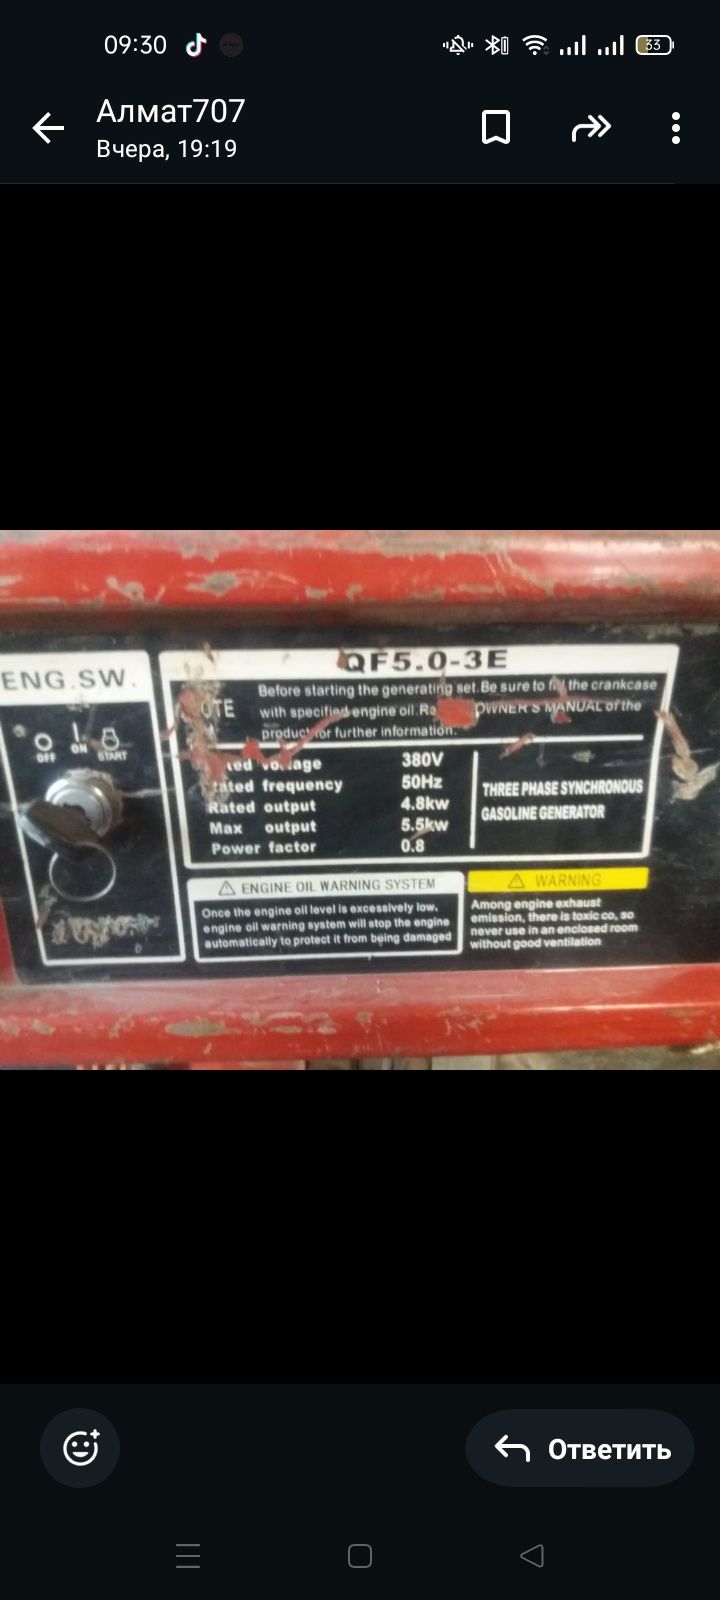 09:30
33
Алмат707
Вчера, 19:19
QF5.0-3E
ENG.SW.
Before starting the generating set.Be sure to fill the crankcase
with specified engine oil. OWNER'S MANUAL of the
product for further information.
OFF ON START
voltage 380V
Rated frequency 50Hz
Rated output 4.8kw
Max output 5.5kw
Power factor 0.8
THREE PHASE SYNCHRONOUS
GASOLINE GENERATOR
ENGINE OIL WARNING SYSTEM
Once the engine oil level is excessively low,
engine oil warning system will stop the engine
automatically to protect it from being damaged
WARNING
Among engine exhaust
emission, there is toxic co, so
never use in an enclosed room
without good ventilation
Ответить